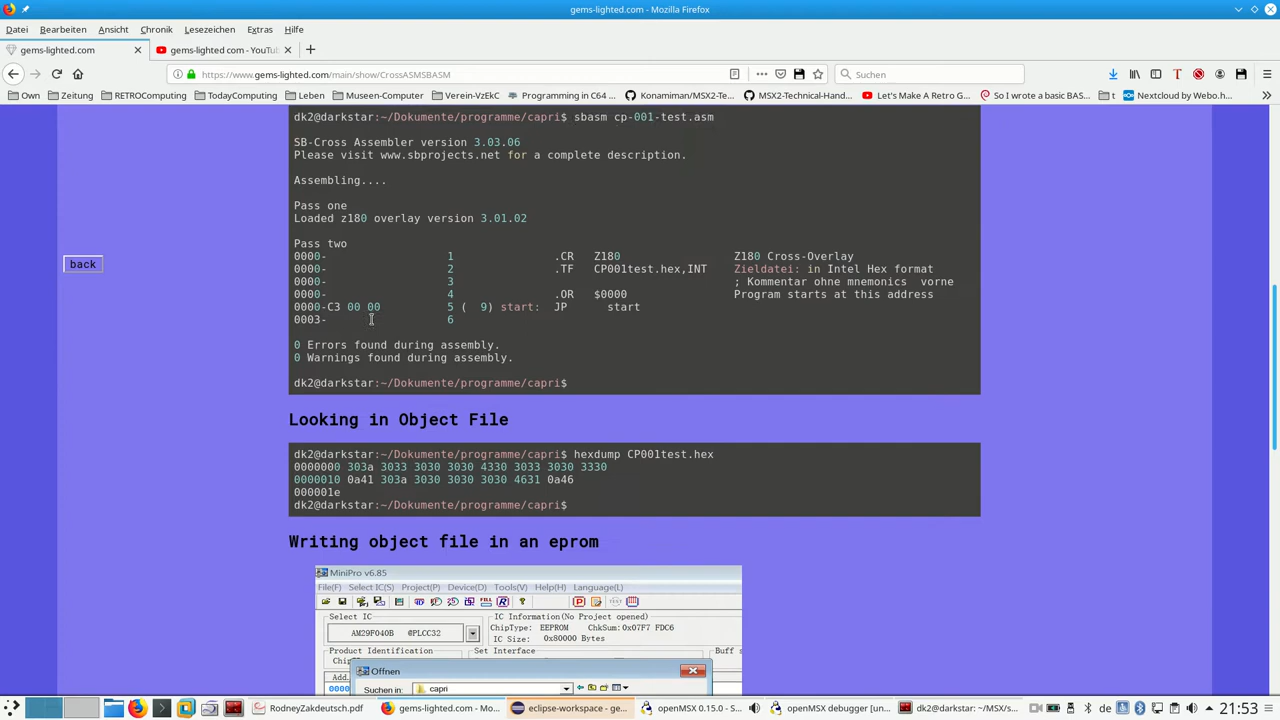 gems-lighted.com - Mozilla Firefox
Datei Bearbeiten Ansicht Chronik Lesezeichen Extras Hilfe
gems-lighted.com
gems-lighted com - YouTu
https://www.gems-lighted.com/main/show/CrossASMSBASM
Suchen
Own Zeitung RETROComputing TodayComputing Leben Museen-Computer Verein-VzEkC Programming in C64 ... Konamiman/MSX2-Te... MSX2-Technical-Hand... Let's Make A Retro G... So I wrote a basic BAS... t Nextcloud by Webo.h...
back
dk2@darkstar:~/Dokumente/programme/capri$ sbasm cp-001-test.asm
SB-Cross Assembler version 3.03.06
Please visit www.sbprojects.net for a complete description.
Assembling....
Pass one
Loaded z180 overlay version 3.01.02
Pass two
0000- 1 .CR Z180 Z180 Cross-Overlay
0000- 2 .TF CP001test.hex,INT Zieldatei: in Intel Hex format
0000- 3 ; Kommentar ohne mnemonics vorne
0000- 4 .OR $0000 Program starts at this address
0000-C3 00 00 5 ( 9) start: JP start
0003- 6
0 Errors found during assembly.
0 Warnings found during assembly.
dk2@darkstar:~/Dokumente/programme/capri$
Looking in Object File
dk2@darkstar:~/Dokumente/programme/capri$ hexdump CP001test.hex
0000000 303a 3033 3030 3030 4330 3033 3030 3330
0000010 0a41 303a 3030 3030 3030 4631 0a46
000001e
dk2@darkstar:~/Dokumente/programme/capri$
Writing object file in an eprom
MiniPro v6.85
File(F) Select IC(S) Project(P) Device(D) Tools(V) Help(H) Language(L)
Select IC
AM29F040B @PLCC32
IC Information(No Project opened)
ChipType: EEPROM ChkSum:0x07F7 FDC6
IC Size: 0x80000 Bytes
Product Identification
Set Interface
Buff m
Chi
Öffnen
Add.
0000
Suchen in: capri
RodneyZakdeutsch.pdf
gems-lighted.com - Mo...
eclipse-workspace - ge...
openMSX 0.15.0 - S...
openMSX debugger [un...
dk2@darkstar: ~/MSX/s...
21:53